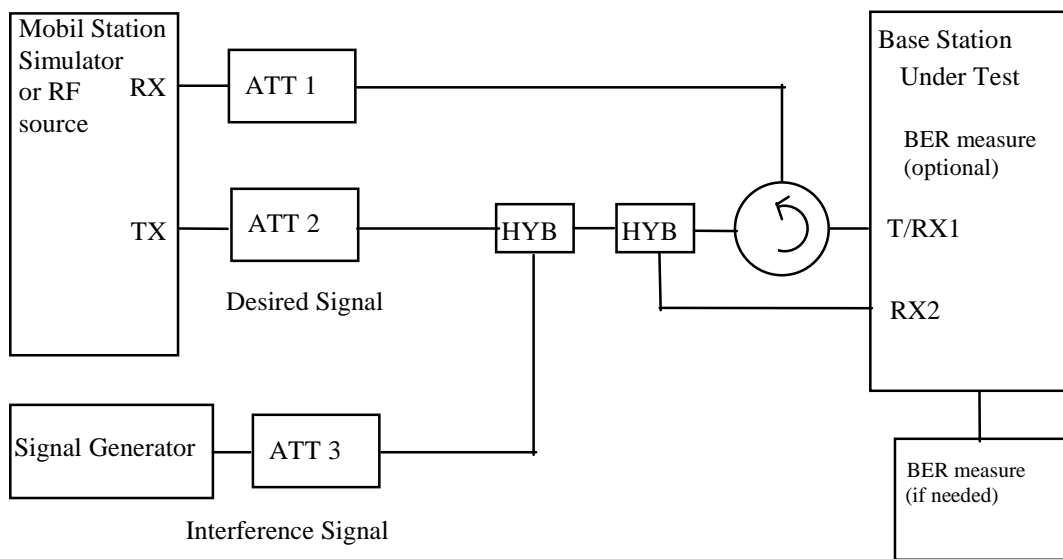 Mobil Station
Simulator
or RF
source
RX
TX
ATT 1
ATT 2
HYB
HYB
Desired Signal
Signal Generator
ATT 3
Interference Signal
Base Station
Under Test
BER measure
(optional)
T/RX1
RX2
BER measure
(if needed)